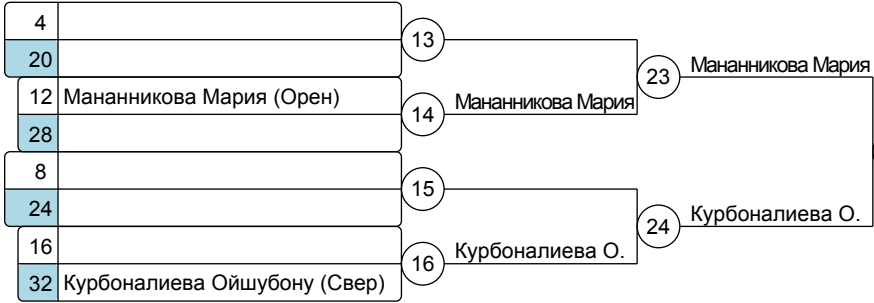 4
13
20
23 Мананникова Мария
12 Мананникова Мария (Орен)
14 Мананникова Мария
28
8
15
24
24 Курбоналиева О.
16
16 Курбоналиева О.
32 Курбоналиева Ойшубону (Свер)